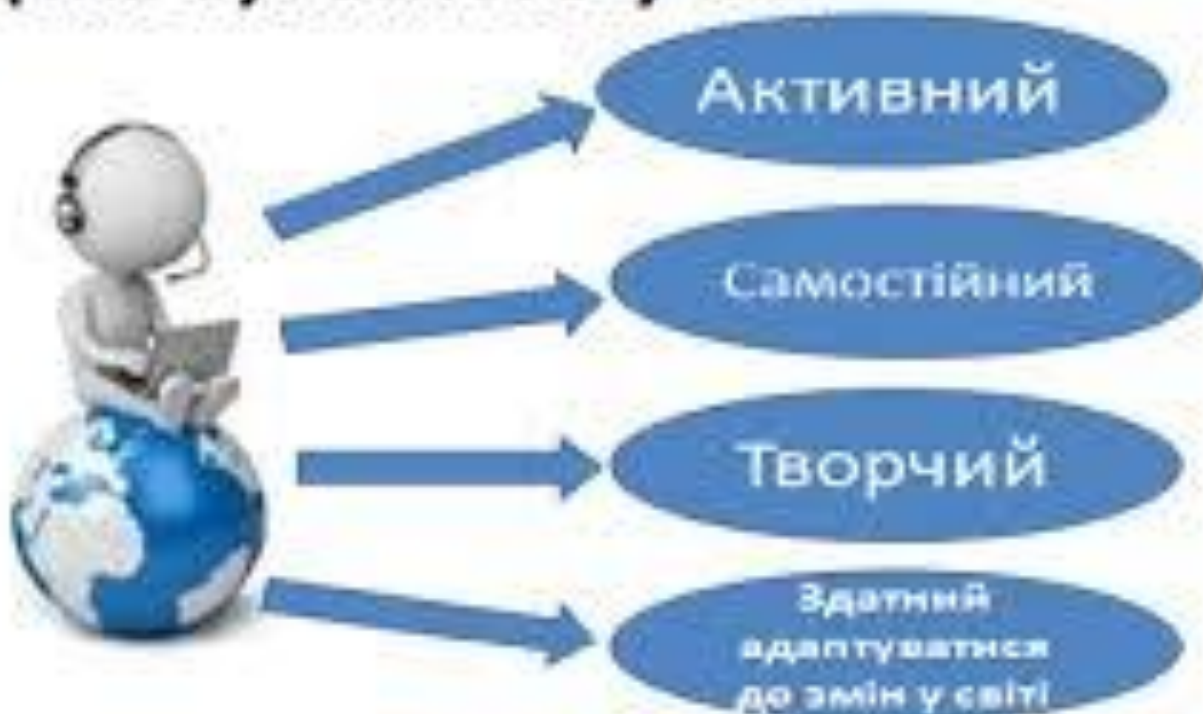 Активний
Самостійний
Творчий
Здатний
адаптуватися
до змін у світі